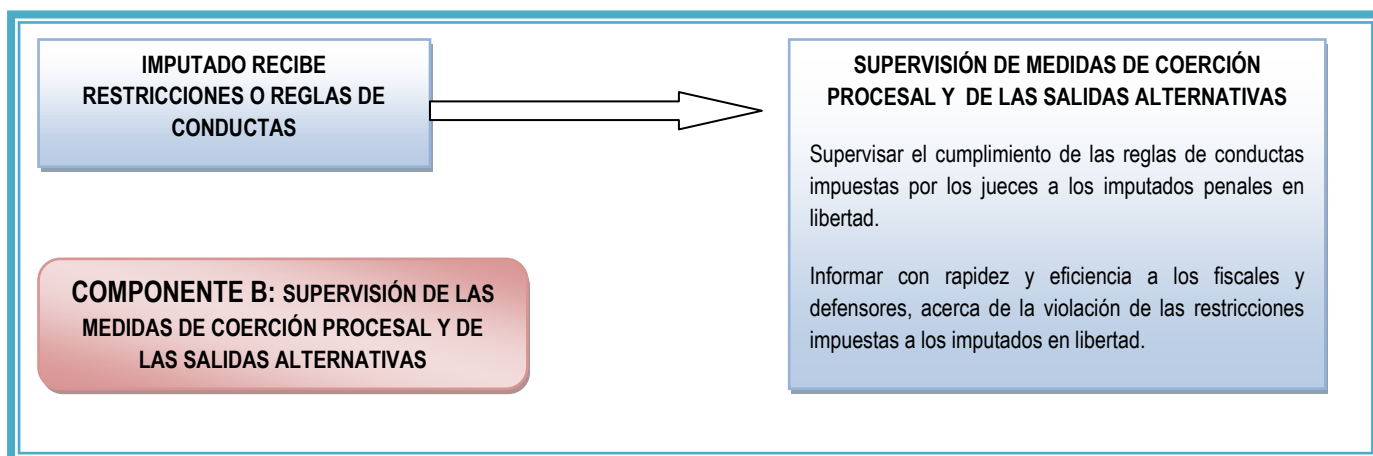 IMPUTADO RECIBE
RESTRICCIONES O REGLAS DE
CONDUCTAS
SUPERVISIÓN DE MEDIDAS DE COERCIÓN
PROCESAL Y DE LAS SALIDAS ALTERNATIVAS
Supervisar el cumplimiento de las reglas de conductas
impuestas por los jueces a los imputados penales en
libertad.
Informar con rapidez y eficiencia a los fiscales y
defensores, acerca de la violación de las restricciones
impuestas a los imputados en libertad.
COMPONENTE B: SUPERVISIÓN DE LAS
MEDIDAS DE COERCIÓN PROCESAL Y DE
LAS SALIDAS ALTERNATIVAS